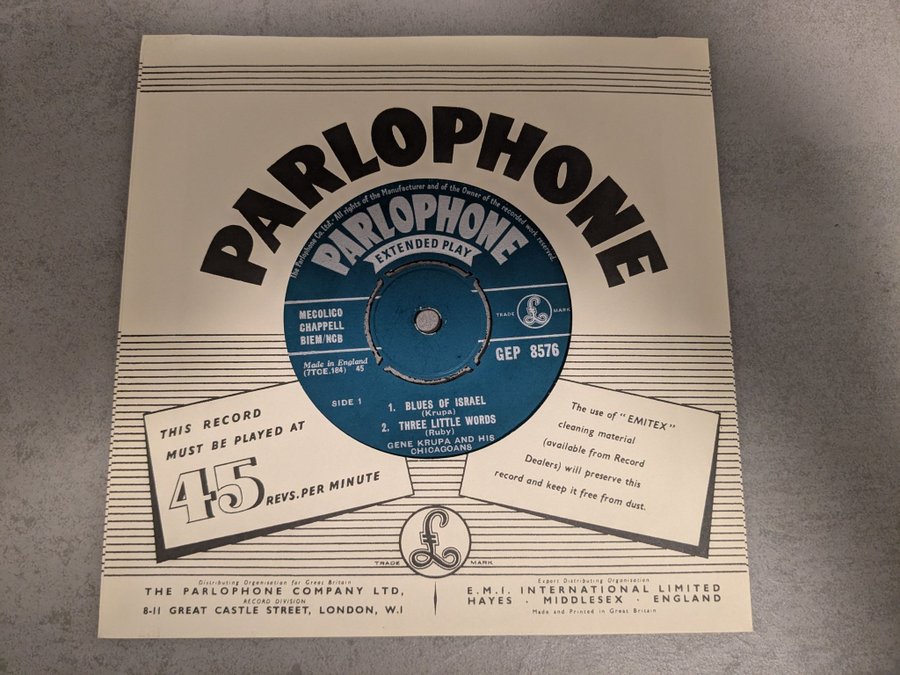 PARLOPHONE
The Parlophone Co. Ltd. All rights of the Manufacturer and of the Owner of the recorded work reserved.
PARLOPHONE
EXTENDED PLAY
MECOLICO
CHAPPELL
BIEM/NCB
TRADE £ MARK
GEP 8576
Made in England
(7TCE.184) 45
SIDE 1
1. BLUES OF ISRAEL
(Krupa)
2. THREE LITTLE WORDS
(Ruby)
GENE KRUPA AND HIS
CHICAGOANS
THIS RECORD
MUST BE PLAYED AT
45 REVS. PER MINUTE
The use of "EMITEX"
cleaning material
(available from Record
Dealers) will preserve this
record and keep it free from dust.
TRADE £ MARK
Distributing Organisation for Great Britain
THE PARLOPHONE COMPANY LTD,
RECORD DIVISION
8-11 GREAT CASTLE STREET, LONDON, W.1
Export Distributing Organisation
E.M.I. INTERNATIONAL LIMITED
HAYES · MIDDLESEX · ENGLAND
Made and Printed in Great Britain